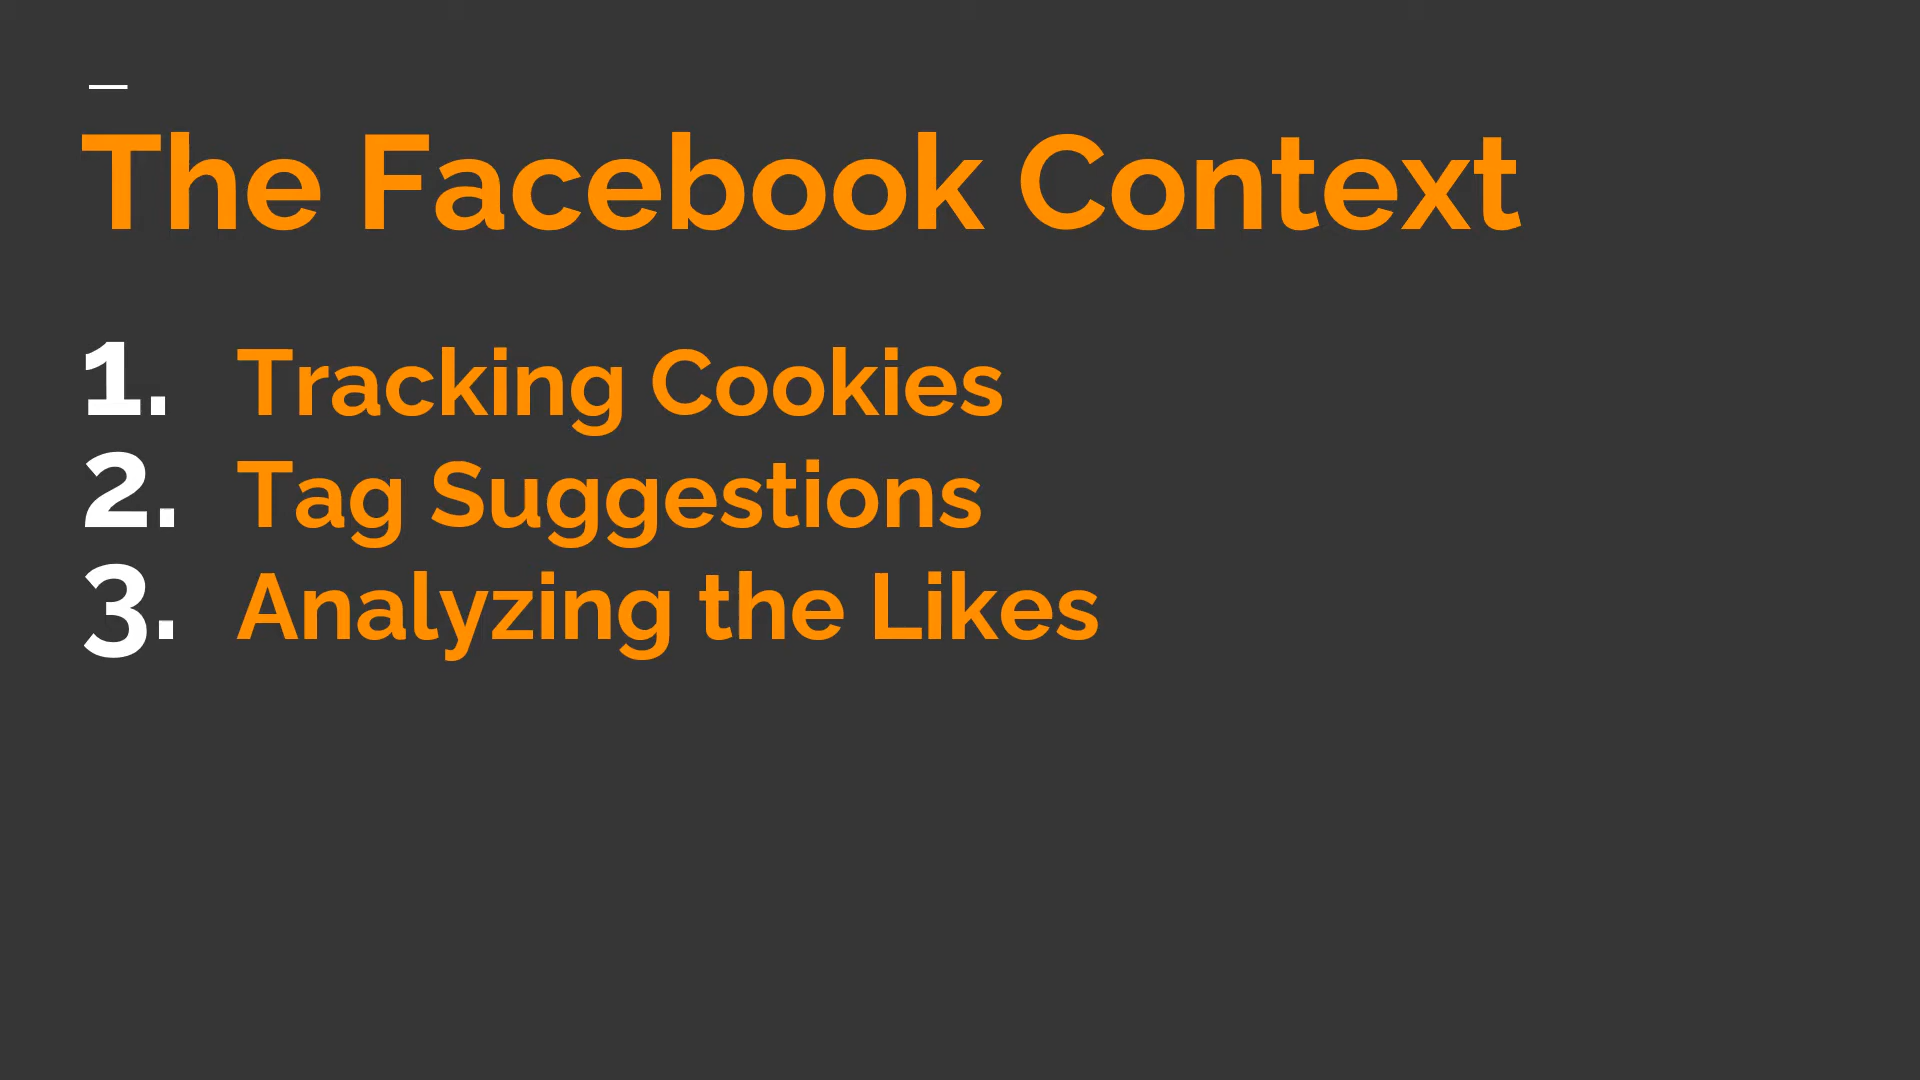 The Facebook Context
1. Tracking Cookies
2. Tag Suggestions
3. Analyzing the Likes